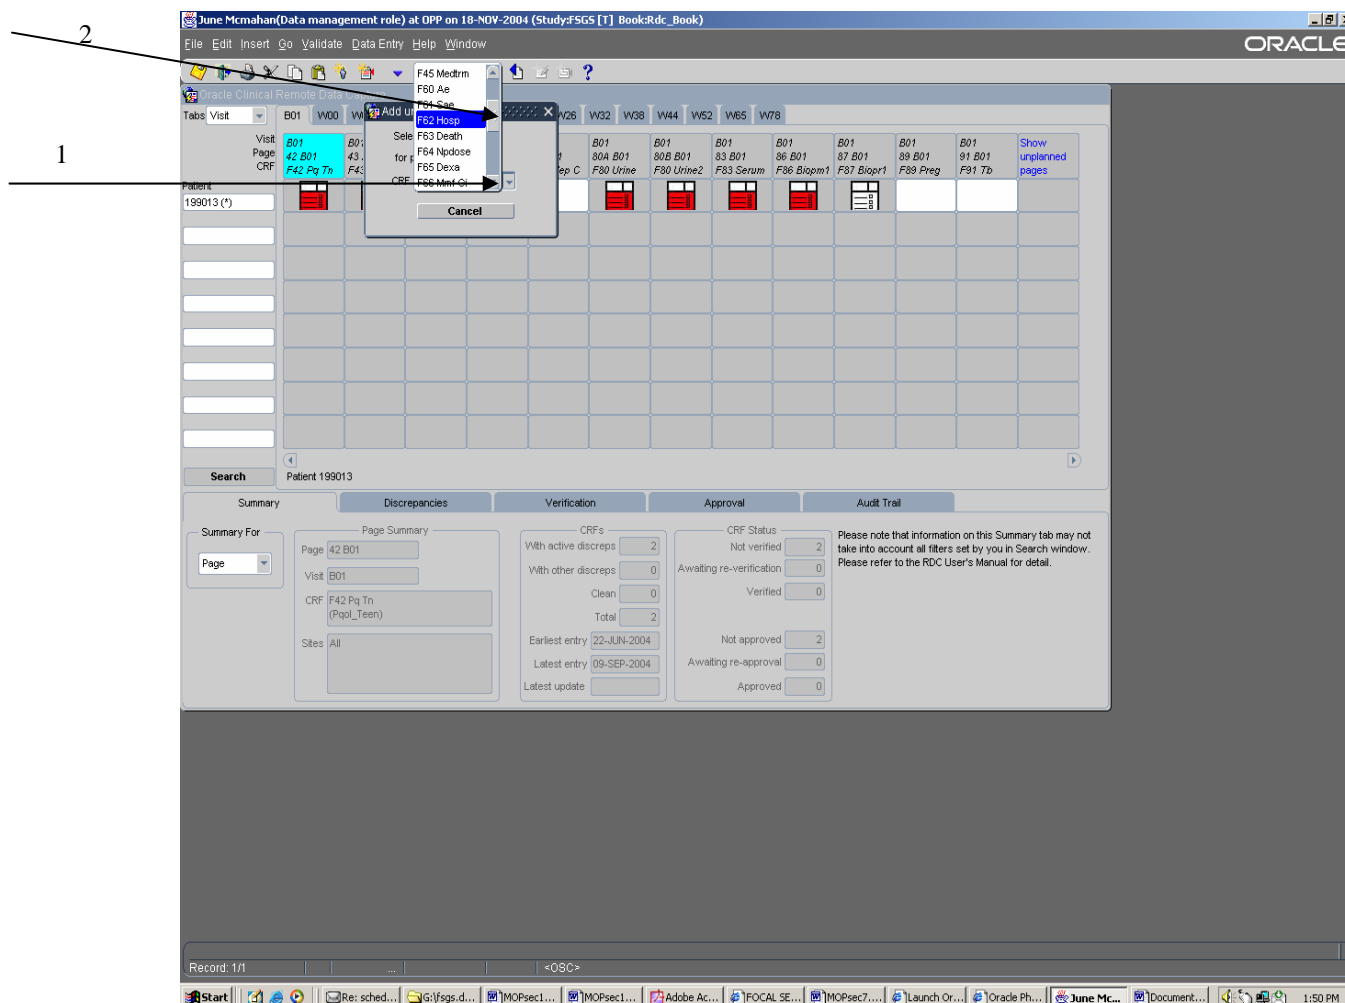 June Mcmahan(Data management role) at OPP on 18-NOV-2004 (Study:FSGS [T] Book:Rdc_Book)
2
File Edit Insert Go Validate Data Entry Help Window
ORACLE
F45 Medtrm
F60 Ae
F61 Sae
F62 Hosp
F63 Death
F64 Npdose
F65 Dexa
F66 Mmf Ci
Oracle Clinical Remote Data Capture
Tabs Visit
B01 W00 W26 W32 W38 W44 W52 W65 W78
Add u
Sele
for p
CRF
Cancel
1
Visit
Page
CRF
B01
42 B01
F42 Pq Tn
B01
80A B01
F80 Urine
B01
80B B01
F80 Urine2
B01
83 B01
F83 Serum
B01
86 B01
F86 Biopm1
B01
87 B01
F87 Biopr1
B01
89 B01
F89 Preg
B01
91 B01
F91 Tb
Show
unplanned
pages
Patient
199013 (*)
Search
Patient 199013
Summary Discrepancies Verification Approval Audit Trail
Summary For
Page
Page Summary
Page 42 B01
Visit B01
CRF F42 Pq Tn
(Pqol_Teen)
Sites All
CRFs
With active discreps 2
With other discreps 0
Clean 0
Total 2
Earliest entry 22-JUN-2004
Latest entry 09-SEP-2004
Latest update
CRF Status
Not verified 2
Awaiting re-verification 0
Verified 0
Not approved 2
Awaiting re-approval 0
Approved 0
Please note that information on this Summary tab may not
take into account all filters set by you in Search window.
Please refer to the RDC User's Manual for detail.
Record: 1/1 ... <OSC>
Start Re: sched... G:\fsgs.d... MOPsec1... MOPsec1... Adobe Ac... FOCAL SE... MOPsec7.... Launch Or... Oracle Ph... June Mc... Document... 1:50 PM